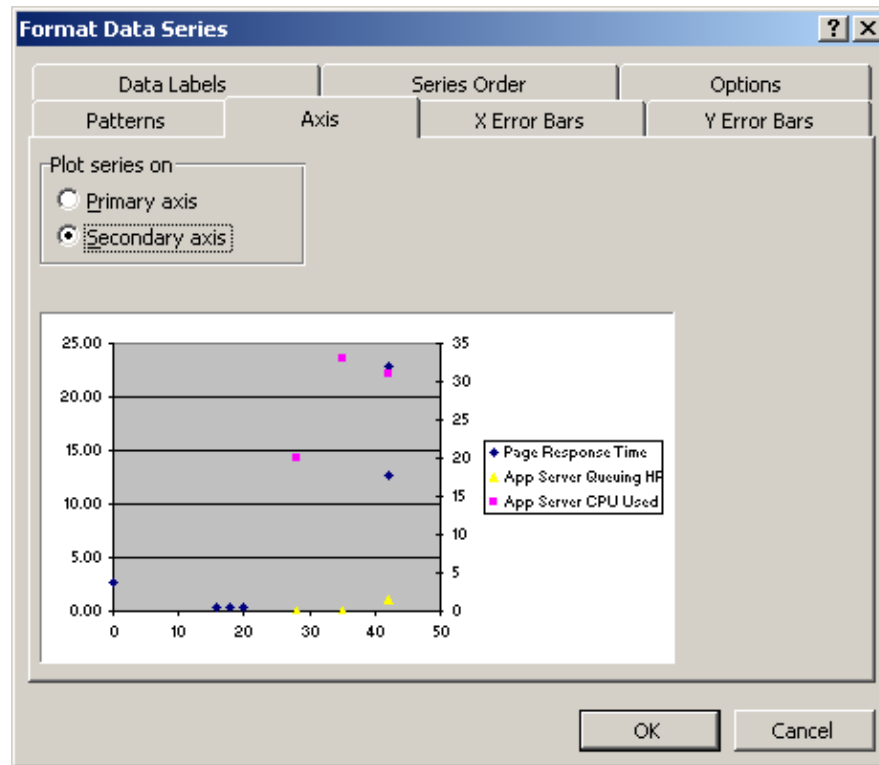 Format Data Series
Data Labels
Series Order
Options
Patterns
Axis
X Error Bars
Y Error Bars
Plot series on
Primary axis
Secondary axis
25.00
20.00
15.00
10.00
5.00
0.00
0
10
20
30
40
50
35
30
25
20
15
10
5
0
Page Response Time
App Server Queuing HR
App Server CPU Used
OK
Cancel